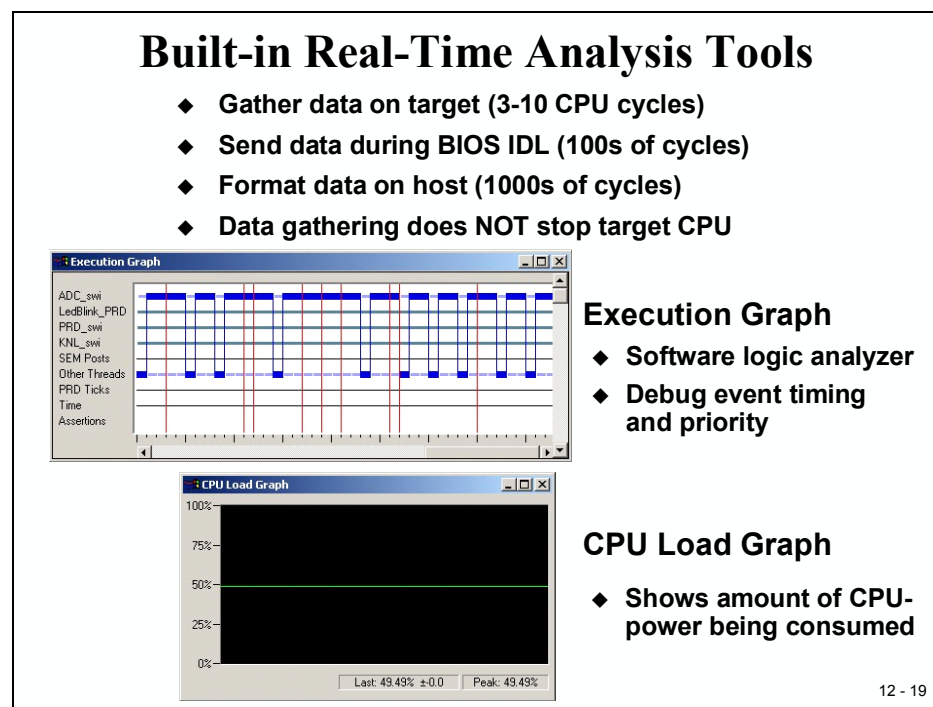 Built-in Real-Time Analysis Tools
◆ Gather data on target (3-10 CPU cycles)
◆ Send data during BIOS IDL (100s of cycles)
◆ Format data on host (1000s of cycles)
◆ Data gathering does NOT stop target CPU
Execution Graph
ADC_swi
LedBlink_PRD
PRD_swi
KNL_swi
SEM Posts
Other Threads
PRD Ticks
Time
Assertions
Execution Graph
◆ Software logic analyzer
◆ Debug event timing
and priority
CPU Load Graph
100%
75%
50%
25%
0%
Last: 49.49% ±-0.0
Peak: 49.49%
CPU Load Graph
◆ Shows amount of CPU-
power being consumed
12 - 19